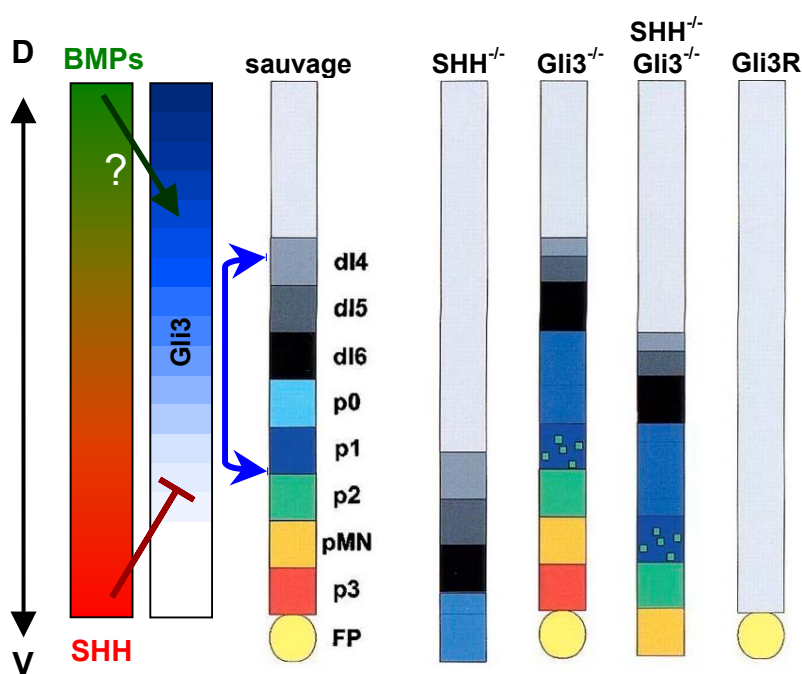 D
BMPs
sauvage
SHH-/-
Gli3-/-
SHH-/-
Gli3-/-
Gli3R
?
Gli3
dI4
dI5
dI6
p0
p1
p2
pMN
p3
FP
SHH
V